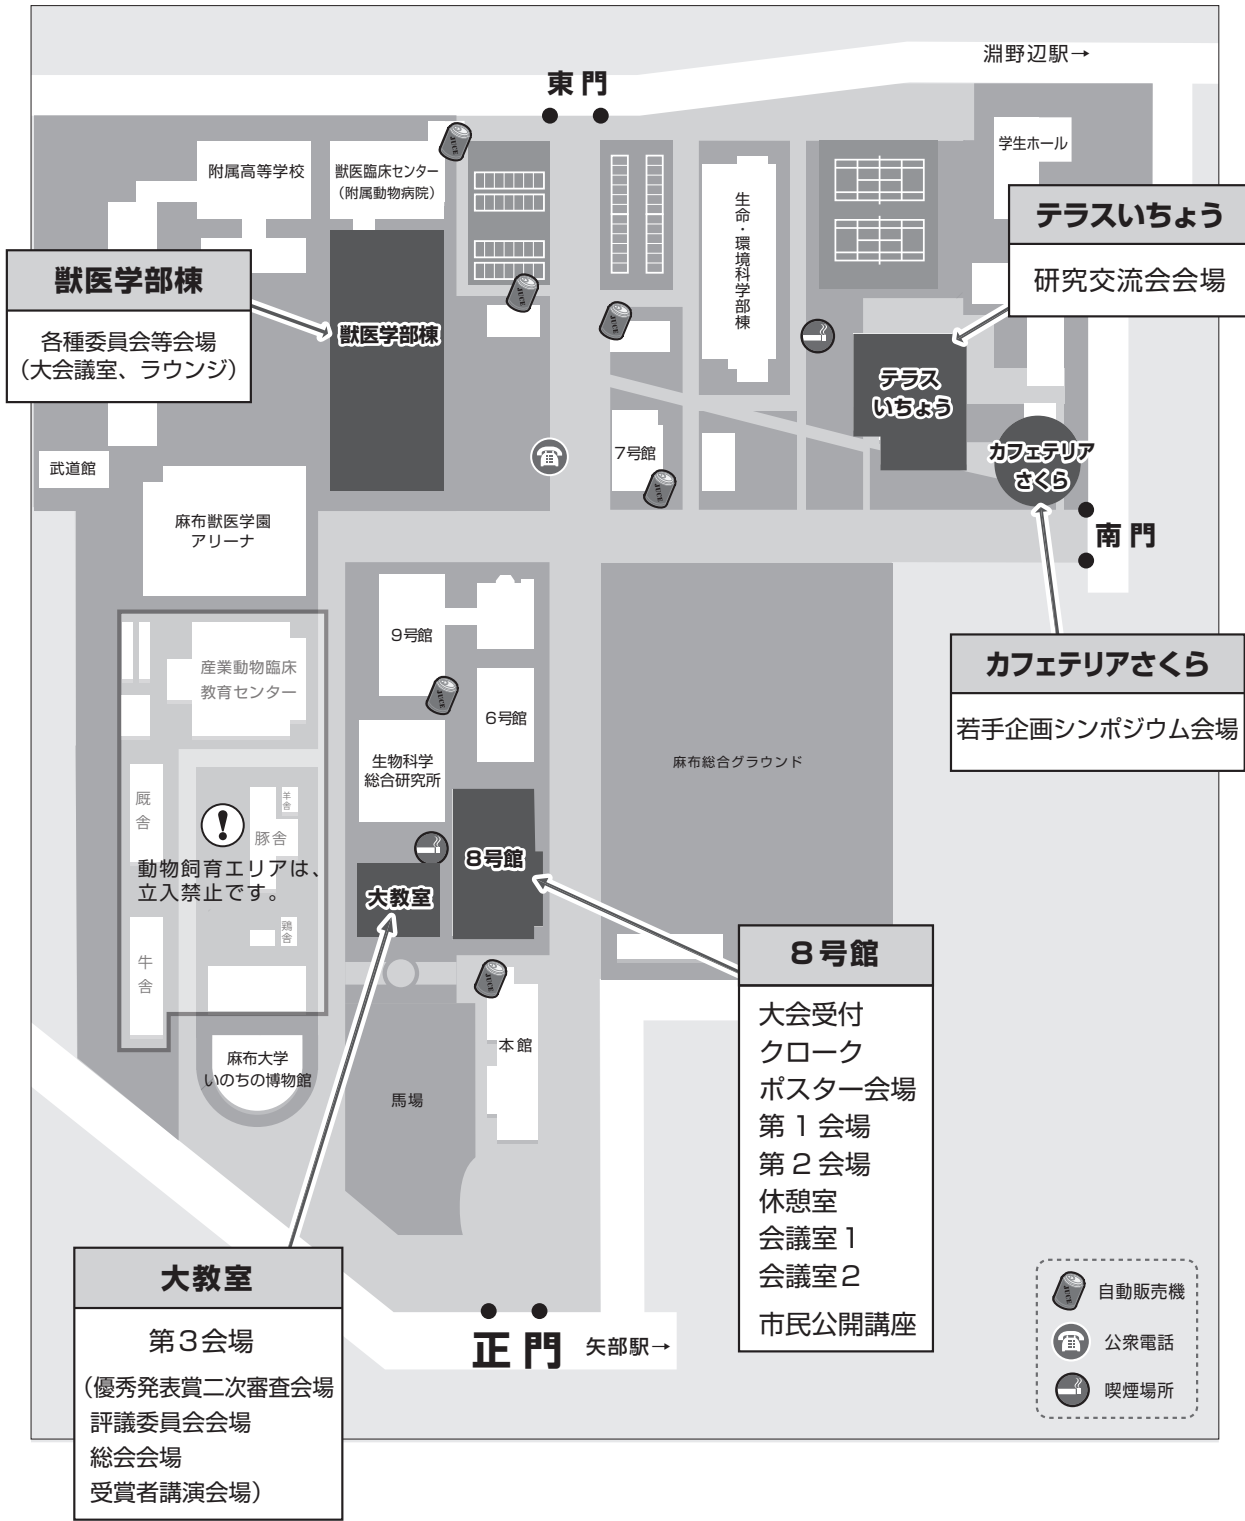 淵野辺駅→
東門
学生ホール
附属高等学校
獣医臨床センター
（附属動物病院）
生命・環境科学部棟
テラスいちょう
研究交流会会場
獣医学部棟
各種委員会等会場
（大会議室、ラウンジ）
獣医学部棟
テラス
いちょう
カフェテリア
さくら
7号館
武道館
麻布獣医学園
アリーナ
南門
9号館
カフェテリアさくら
若手企画シンポジウム会場
産業動物臨床
教育センター
6号館
生物科学
総合研究所
麻布総合グラウンド
厩舎
羊舎
豚舎
動物飼育エリアは、
立入禁止です。
8号館
大教室
鶏舎
牛舎
8号館
大会受付
クローク
ポスター会場
第1会場
第2会場
休憩室
会議室1
会議室2
市民公開講座
本館
麻布大学
いのちの博物館
馬場
大教室
第3会場
（優秀発表賞二次審査会場
評議委員会会場
総会会場
受賞者講演会場）
正門
矢部駅→
自動販売機
公衆電話
喫煙場所
JUCE
JUCE
JUCE
JUCE
JUCE
JUCE
JUCE